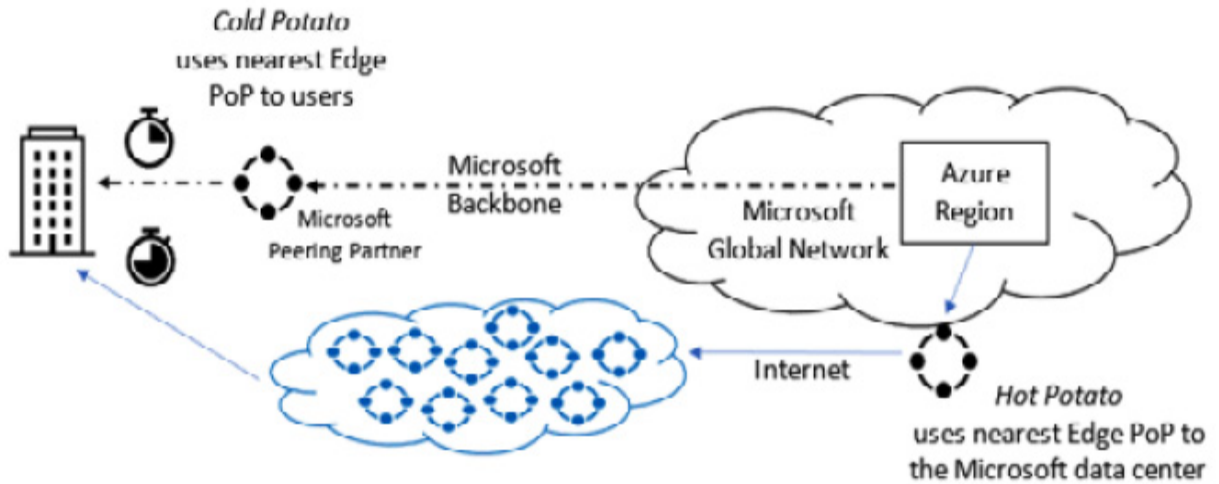 Cold Potato
uses nearest Edge
PoP to users
Microsoft
Backbone
Microsoft
Peering Partner
Azure
Region
Microsoft
Global Network
Internet
Hot Potato
uses nearest Edge PoP to
the Microsoft data center